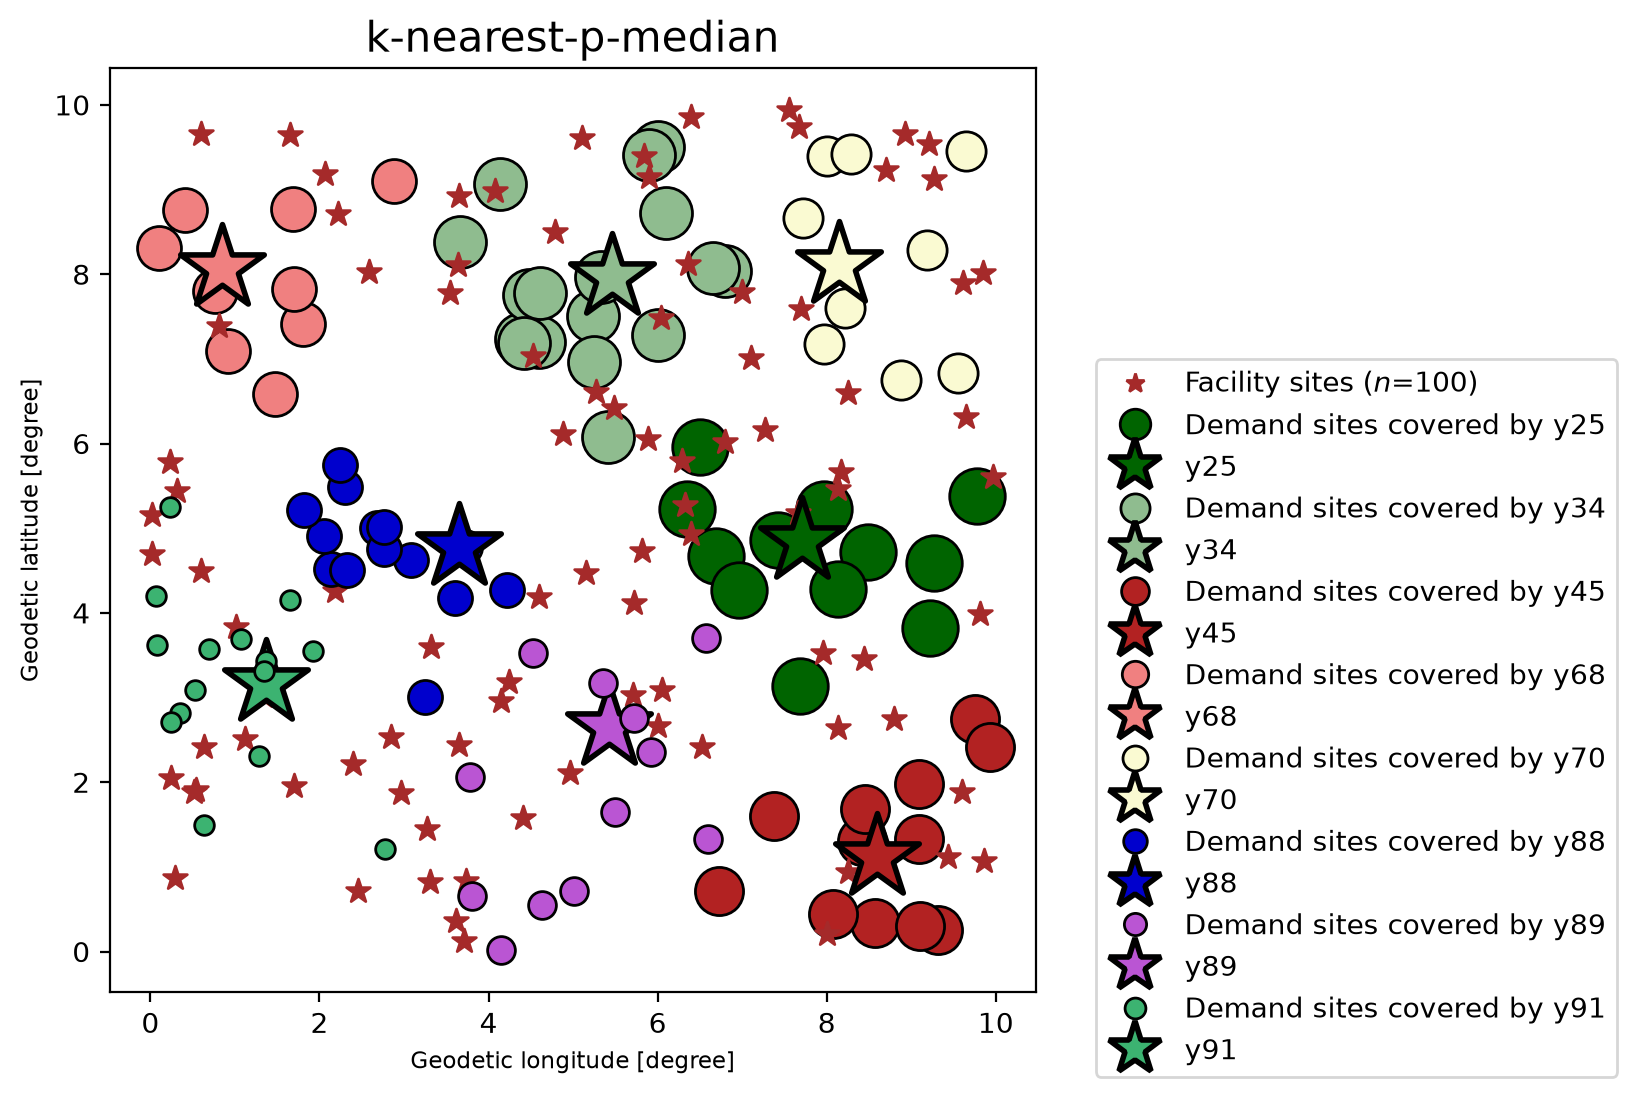 k-nearest-p-median
10
8
6
4
2
0
Geodetic latitude [degree]
0 2 4 6 8 10
Geodetic longitude [degree]
Facility sites (n=100)
Demand sites covered by y25
y25
Demand sites covered by y34
y34
Demand sites covered by y45
y45
Demand sites covered by y68
y68
Demand sites covered by y70
y70
Demand sites covered by y88
y88
Demand sites covered by y89
y89
Demand sites covered by y91
y91